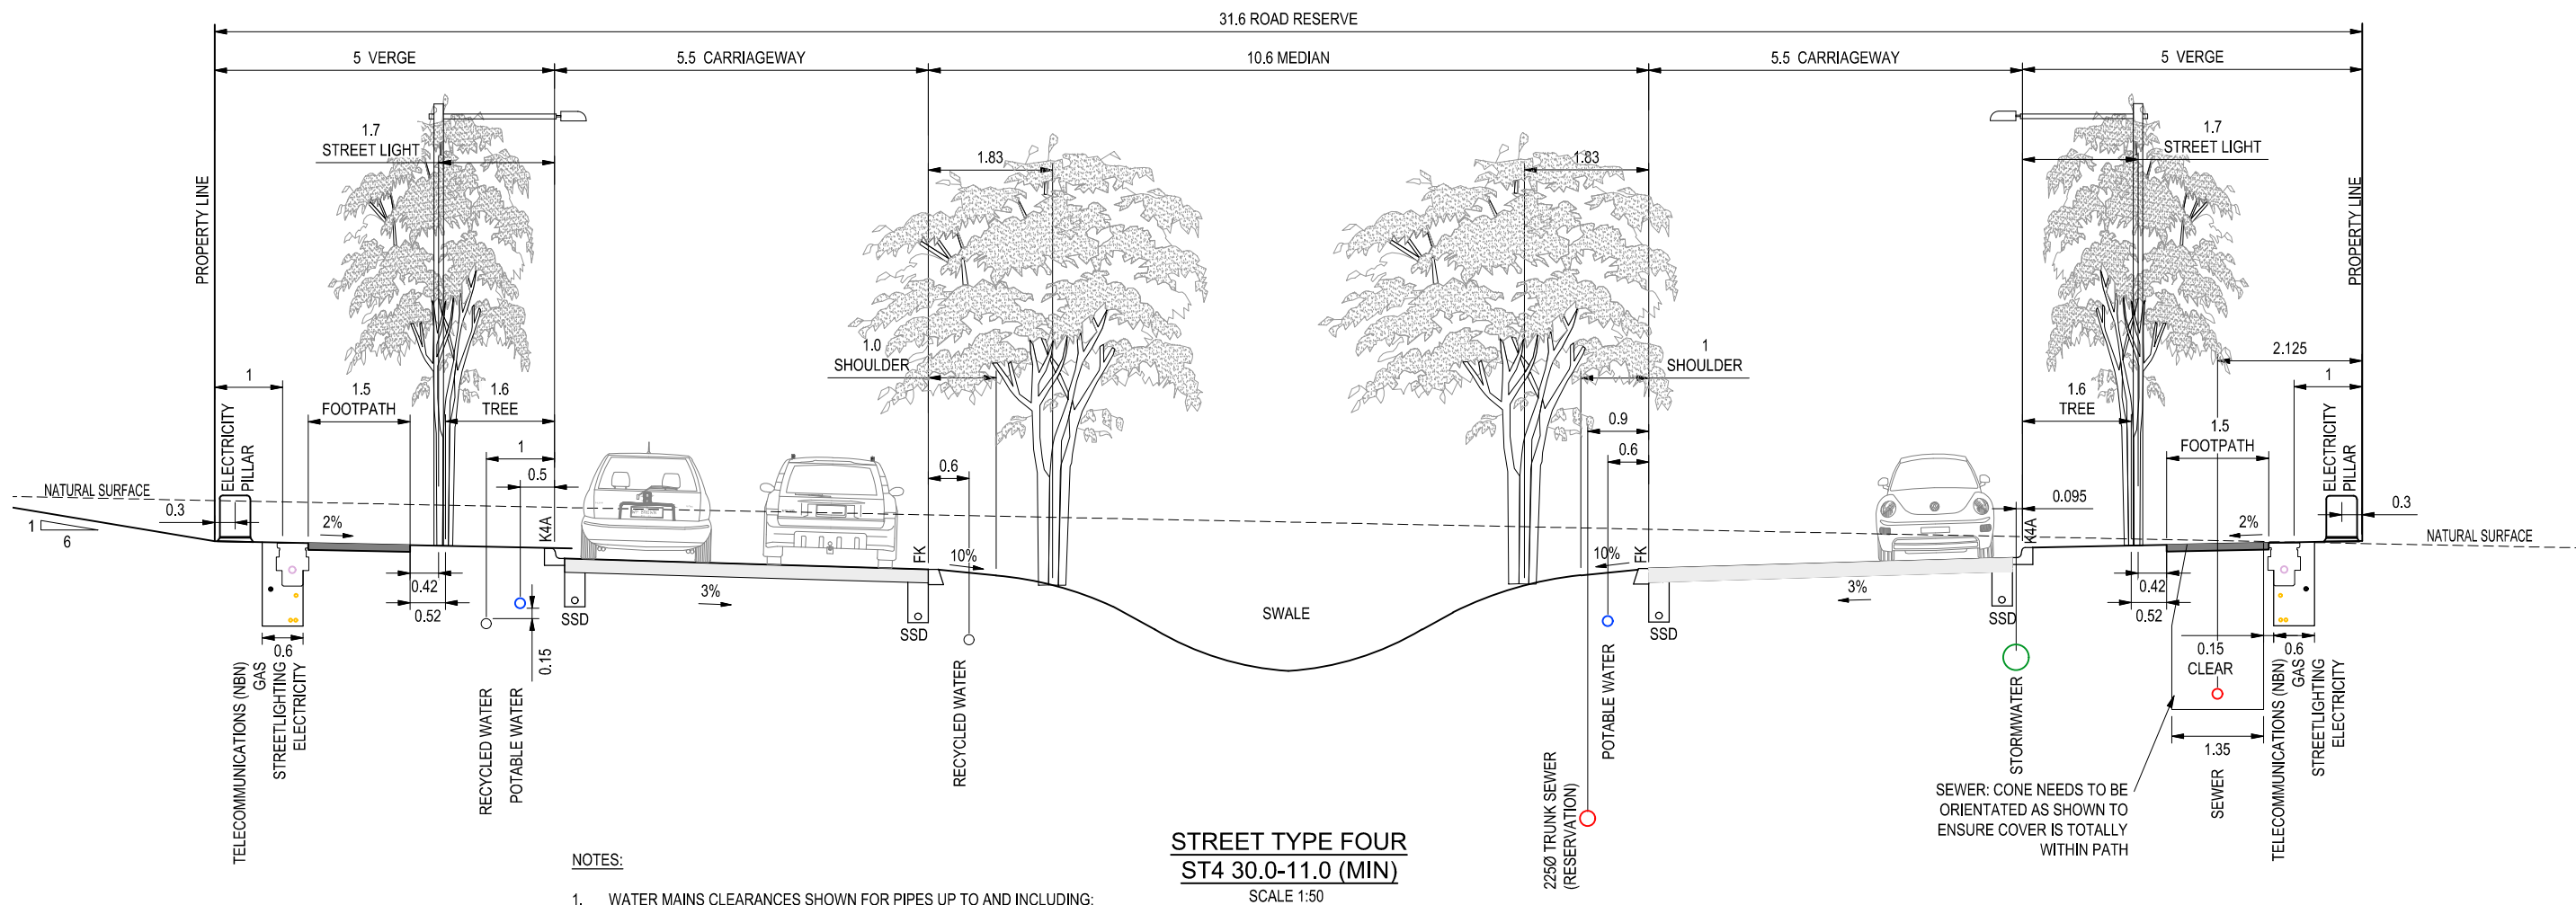 31.6 ROAD RESERVE
5 VERGE
5.5 CARRIAGEWAY
10.6 MEDIAN
5.5 CARRIAGEWAY
5 VERGE
1.7
STREET LIGHT
1.83
1.83
1.7
STREET LIGHT
PROPERTY LINE
PROPERTY LINE
1.0
SHOULDER
1
SHOULDER
2.125
1
1.5
FOOTPATH
1.6
TREE
1
0.5
0.6
0.9
0.6
1.6
TREE
1.5
FOOTPATH
1
ELECTRICITY
PILLAR
ELECTRICITY
PILLAR
NATURAL SURFACE
0.3
1
6
2%
K4A
FK
10%
10%
FK
0.095
K4A
2%
0.3
NATURAL SURFACE
0.42
0.52
0.15
SSD
3%
SSD
SWALE
SSD
3%
SSD
0.42
0.52
0.6
TELECOMMUNICATIONS (NBN)
GAS
STREETLIGHTING
ELECTRICITY
RECYCLED WATER
POTABLE WATER
RECYCLED WATER
2250 TRUNK SEWER
(RESERVATION)
POTABLE WATER
STORMWATER
0.15
CLEAR
1.35
SEWER
0.6
TELECOMMUNICATIONS (NBN)
GAS
STREETLIGHTING
ELECTRICITY
SEWER: CONE NEEDS TO BE
ORIENTATED AS SHOWN TO
ENSURE COVER IS TOTALLY
WITHIN PATH
STREET TYPE FOUR
ST4 30.0-11.0 (MIN)
SCALE 1:50
NOTES:
1. WATER MAINS CLEARANCES SHOWN FOR PIPES UP TO AND INCLUDING: